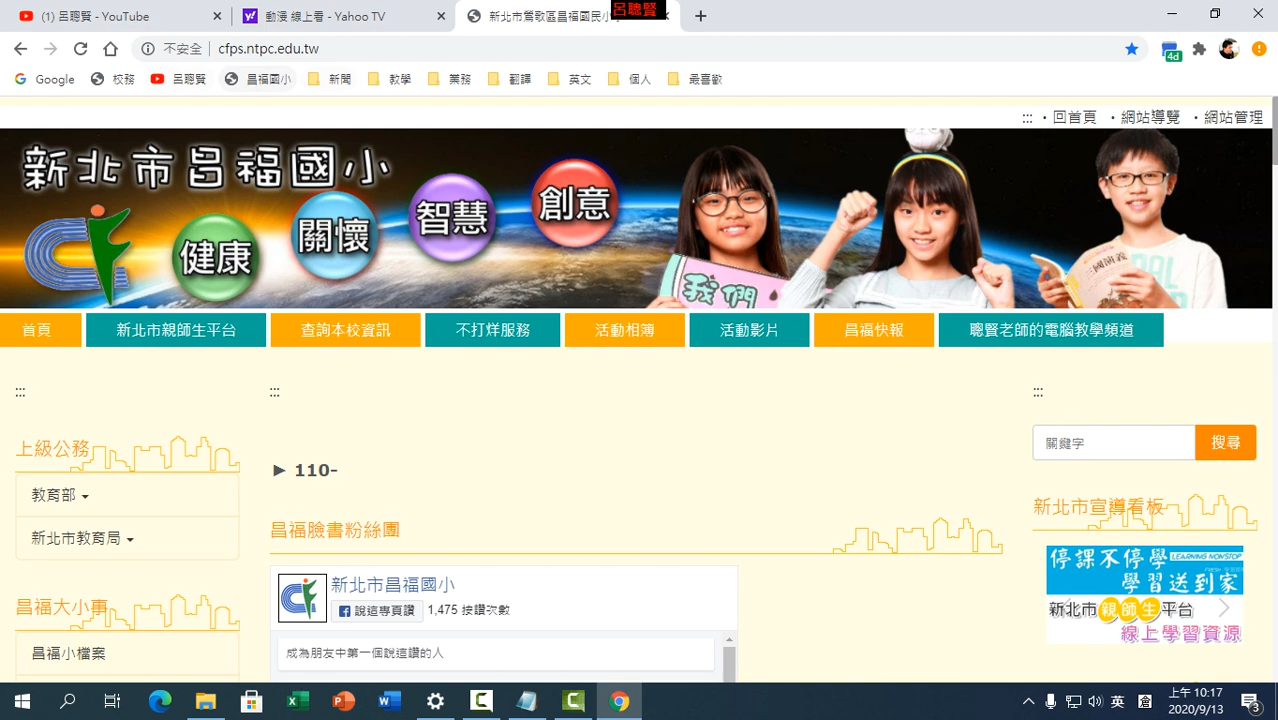 (1) 呂聰賢 - YouTube
動漫 線上看 - Yahoo TV
新北市鶯歌區昌福國民小
呂聰賢
不安全
cfps.ntpc.edu.tw
4d
Google
校務
呂聰賢
昌福國小
新聞
教學
業務
翻譯
英文
個人
最喜歡
::: ・回首頁 ・網站導覽 ・網站管理
新北市昌福國小
健康
關懷
智慧
創意
我們
三國演義
首頁
新北市親師生平台
查詢本校資訊
不打烊服務
活動相簿
活動影片
昌福快報
聰賢老師的電腦教學頻道
:::
:::
:::
上級公務
教育部
新北市教育局
昌福大小事
昌福小檔案
► 110-
昌福臉書粉絲團
新北市昌福國小
說這專頁讚
1,475 按讚次數
成為朋友中第一個說這讚的人
關鍵字
搜尋
新北市宣導看板
停課不停學
LEARNING NONSTOP
學習送到家
新北市親師生平台
線上學習資源
英
上午 10:17
2020/9/13
3